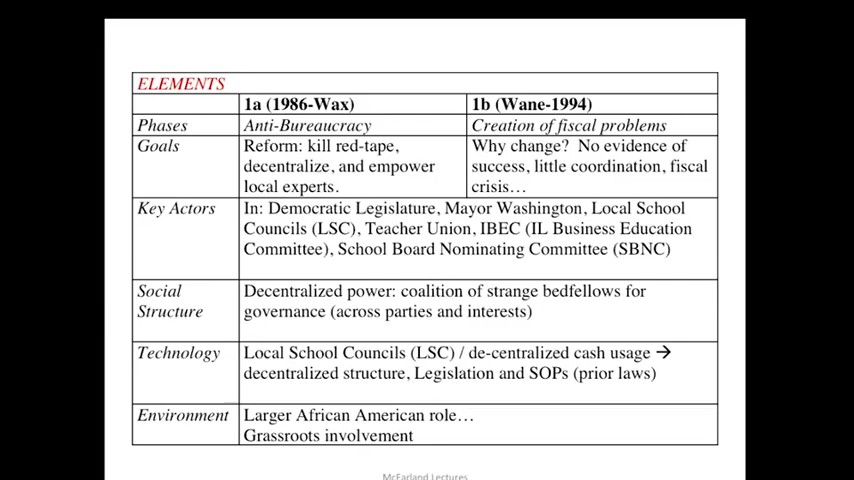 ELEMENTS
1a (1986-Wax) 1b (Wane-1994)
Phases Anti-Bureaucracy Creation of fiscal problems
Goals Reform: kill red-tape, Why change? No evidence of
decentralize, and empower success, little coordination, fiscal
local experts. crisis…
Key Actors In: Democratic Legislature, Mayor Washington, Local School
Councils (LSC), Teacher Union, IBEC (IL Business Education
Committee), School Board Nominating Committee (SBNC)
Social Decentralized power: coalition of strange bedfellows for
Structure governance (across parties and interests)
Technology Local School Councils (LSC) / de-centralized cash usage →
decentralized structure, Legislation and SOPs (prior laws)
Environment Larger African American role…
Grassroots involvement
McFarland Lectures